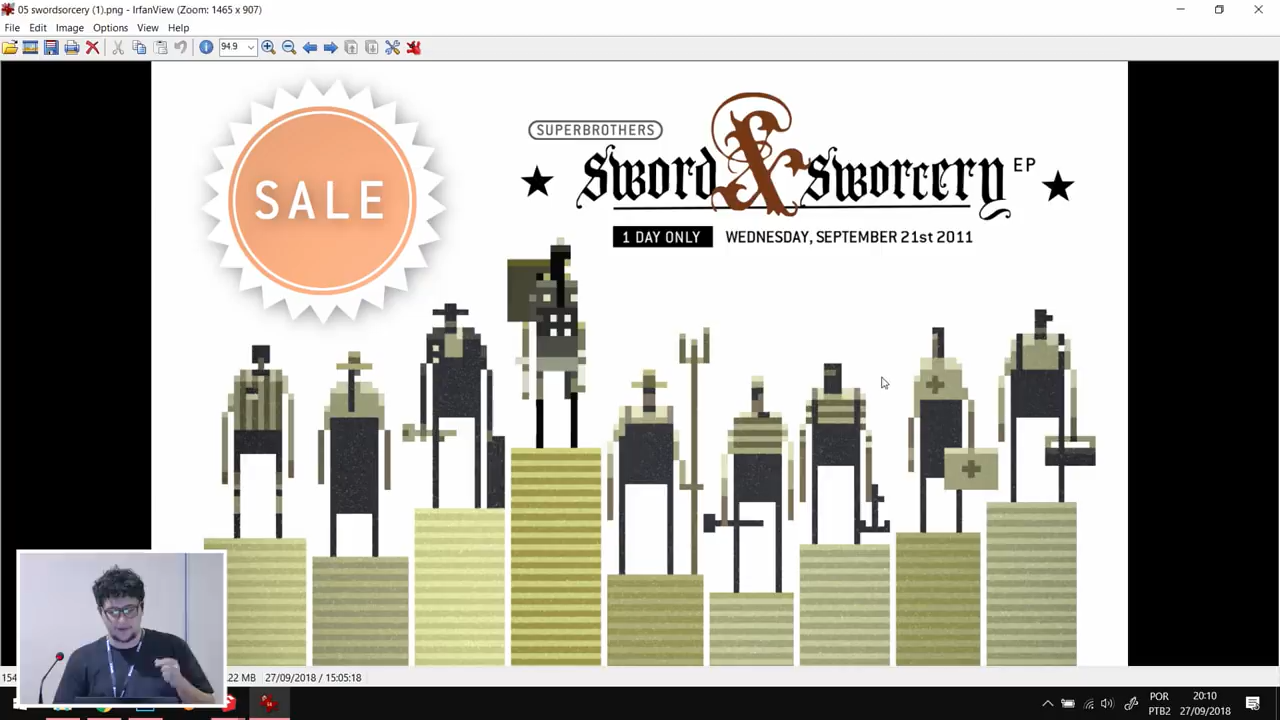 05 swordsorcery (1).png - IrfanView (Zoom: 1465 x 907)
File Edit Image Options View Help
94.9
SALE
SUPERBROTHERS
Sword & Sworcery EP
1 DAY ONLY WEDNESDAY, SEPTEMBER 21st 2011
154
.22 MB 27/09/2018 / 15:05:18
POR 20:10
PTB2 27/09/2018